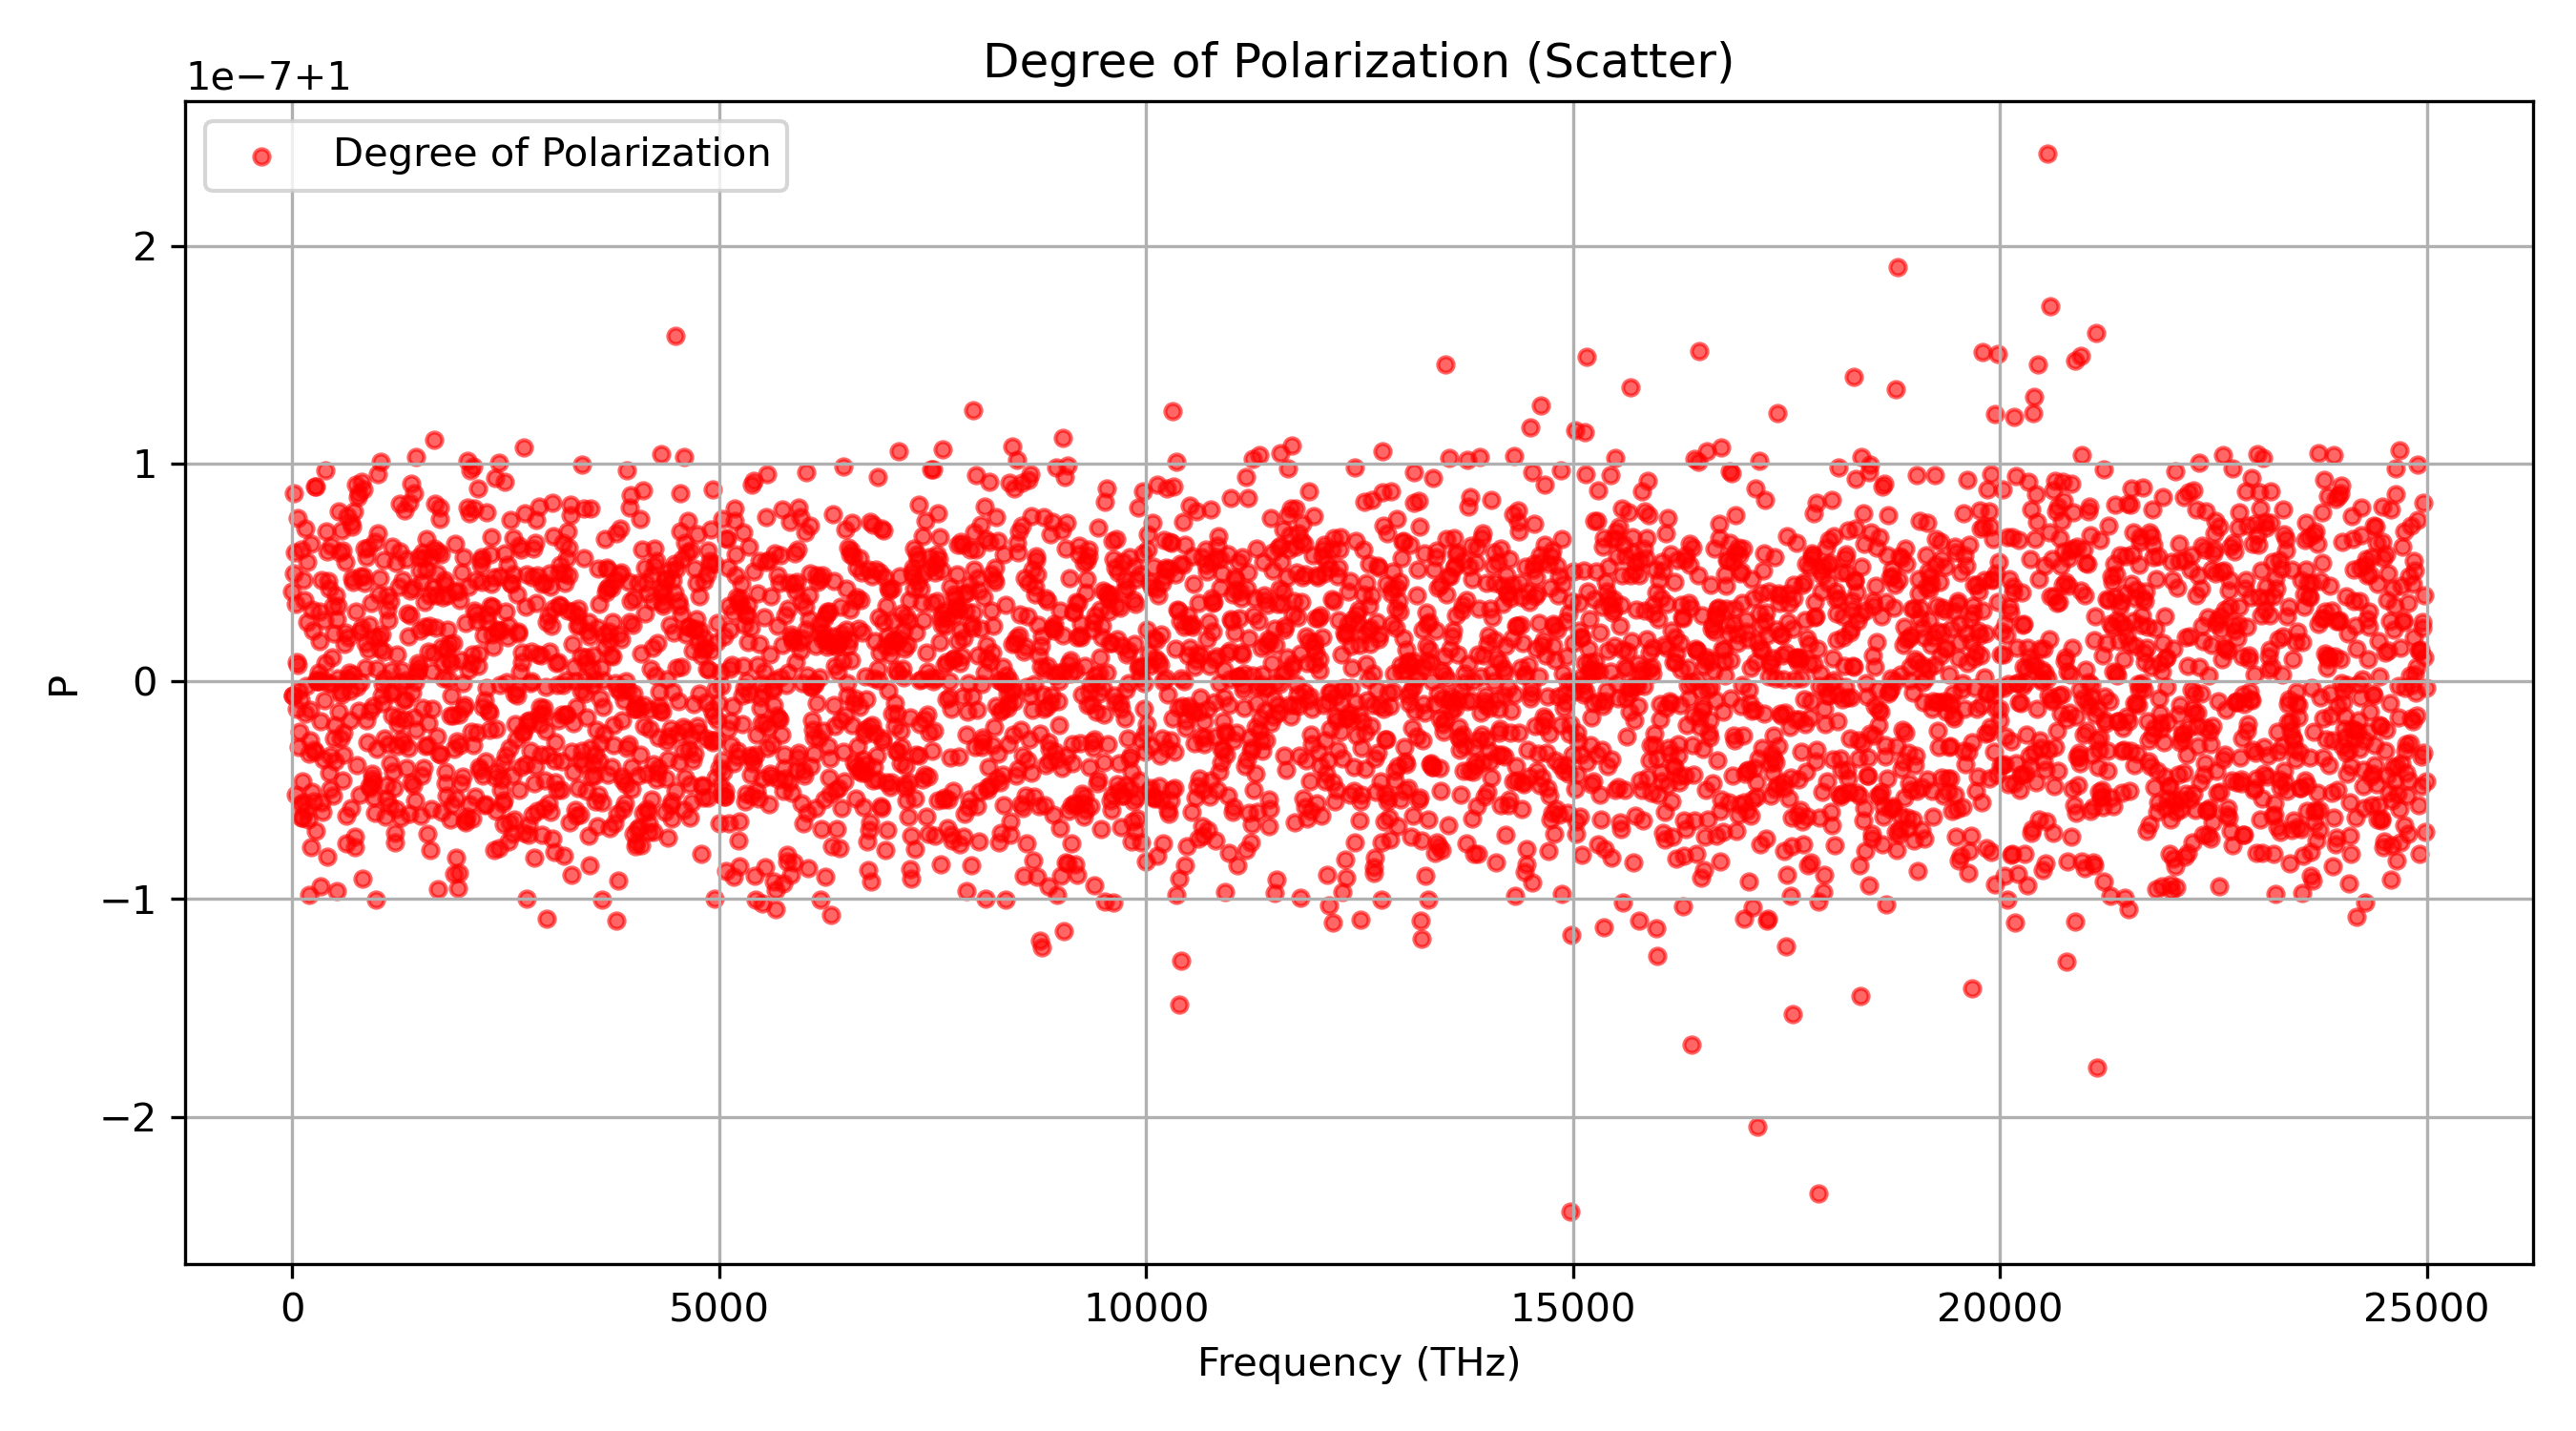 Degree of Polarization (Scatter)
1e−7+1
Degree of Polarization
2
1
0
−1
−2
P
0 5000 10000 15000 20000 25000
Frequency (THz)